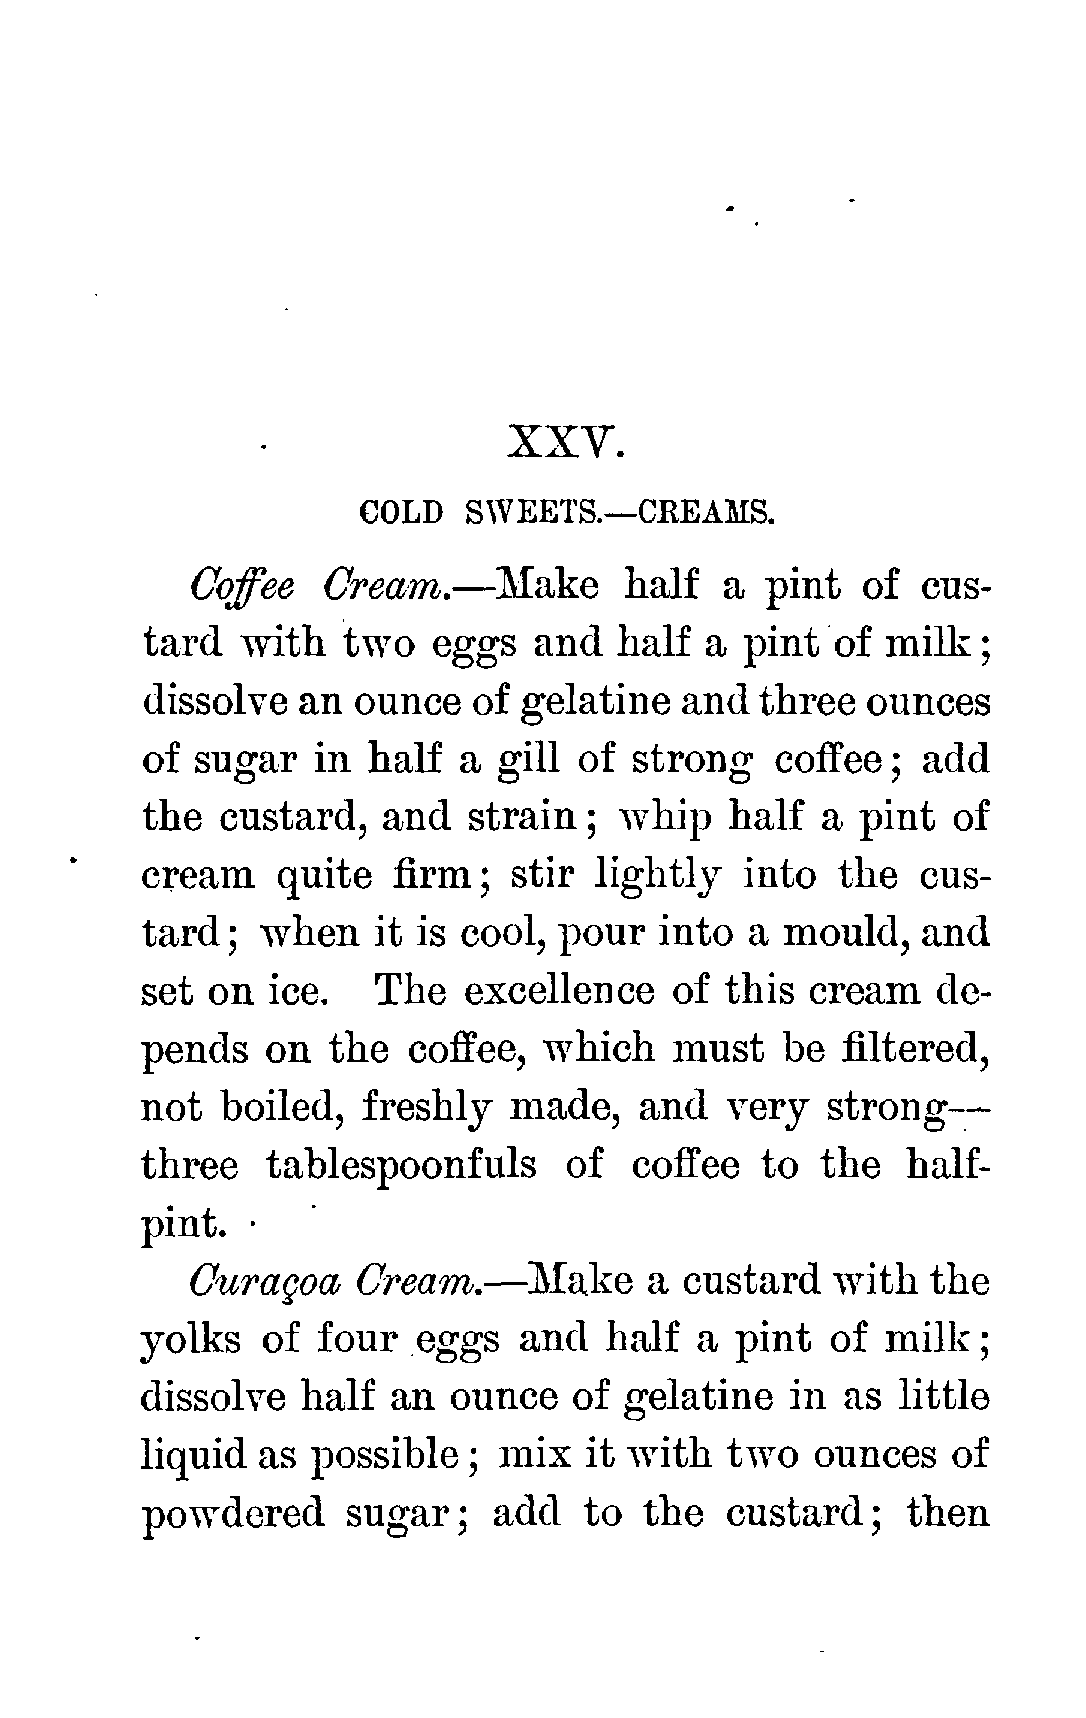 XXV.
COLD SWEETS.—CREAMS.
Coffee Cream.—Make half a pint of cus-
tard with two eggs and half a pint of milk;
dissolve an ounce of gelatine and three ounces
of sugar in half a gill of strong coffee; add
the custard, and strain; whip half a pint of
cream quite firm; stir lightly into the cus-
tard; when it is cool, pour into a mould, and
set on ice. The excellence of this cream de-
pends on the coffee, which must be filtered,
not boiled, freshly made, and very strong—
three tablespoonfuls of coffee to the half-
pint.
Curaçoa Cream.—Make a custard with the
yolks of four eggs and half a pint of milk;
dissolve half an ounce of gelatine in as little
liquid as possible; mix it with two ounces of
powdered sugar; add to the custard; then